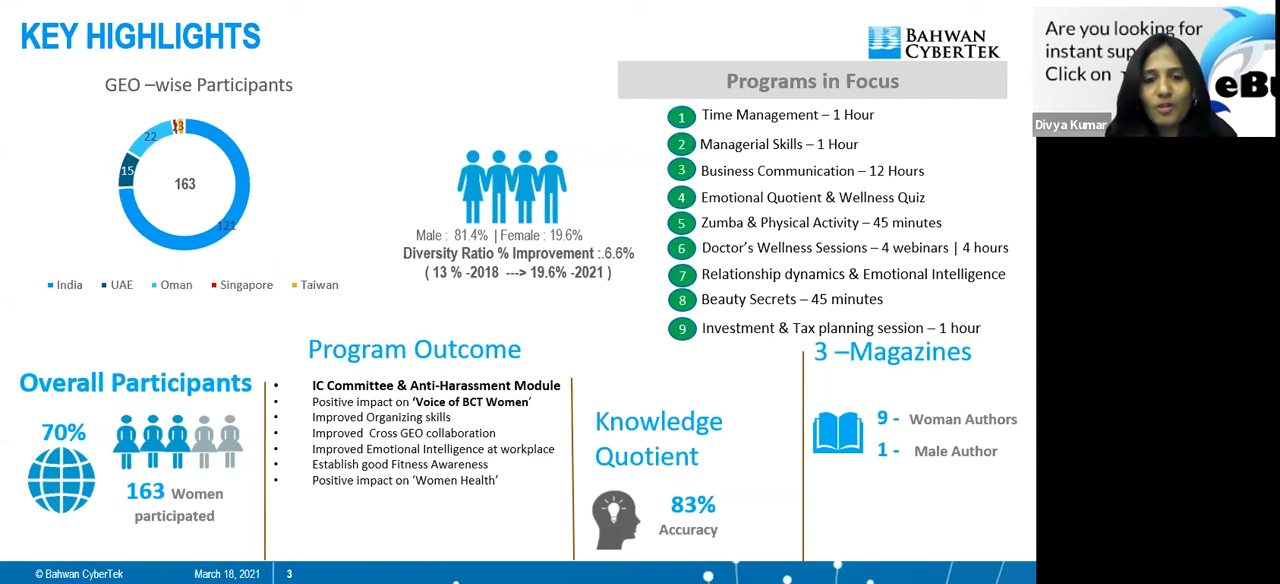 KEY HIGHLIGHTS
BAHWAN
CYBERTEK
Are you looking for
instant sup
Click on
eBu
Divya Kumar
GEO –wise Participants
22
3
15
163
121
India UAE Oman Singapore Taiwan
Male : 81.4% | Female : 19.6%
Diversity Ratio % Improvement :.6.6%
( 13 % -2018 ---> 19.6% -2021 )
Programs in Focus
1 Time Management – 1 Hour
2 Managerial Skills – 1 Hour
3 Business Communication – 12 Hours
4 Emotional Quotient & Wellness Quiz
5 Zumba & Physical Activity – 45 minutes
6 Doctor's Wellness Sessions – 4 webinars | 4 hours
7 Relationship dynamics & Emotional Intelligence
8 Beauty Secrets – 45 minutes
9 Investment & Tax planning session – 1 hour
Overall Participants
70%
163 Women
participated
Program Outcome
• IC Committee & Anti-Harassment Module
• Positive impact on 'Voice of BCT Women'
• Improved Organizing skills
• Improved Cross GEO collaboration
• Improved Emotional Intelligence at workplace
• Establish good Fitness Awareness
• Positive impact on 'Women Health'
Knowledge
Quotient
83%
Accuracy
3 –Magazines
9 - Woman Authors
1 - Male Author
© Bahwan CyberTek March 18, 2021 3